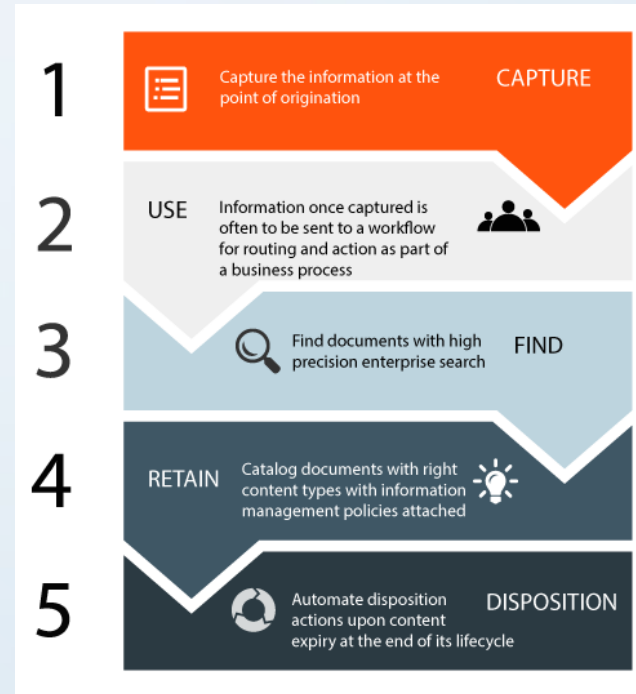 1
Capture the information at the
point of origination
CAPTURE
2
USE
Information once captured is
often to be sent to a workflow
for routing and action as part of
a business process
3
Find documents with high
precision enterprise search
FIND
4
RETAIN
Catalog documents with right
content types with information
management policies attached
5
Automate disposition
actions upon content
expiry at the end of its lifecycle
DISPOSITION